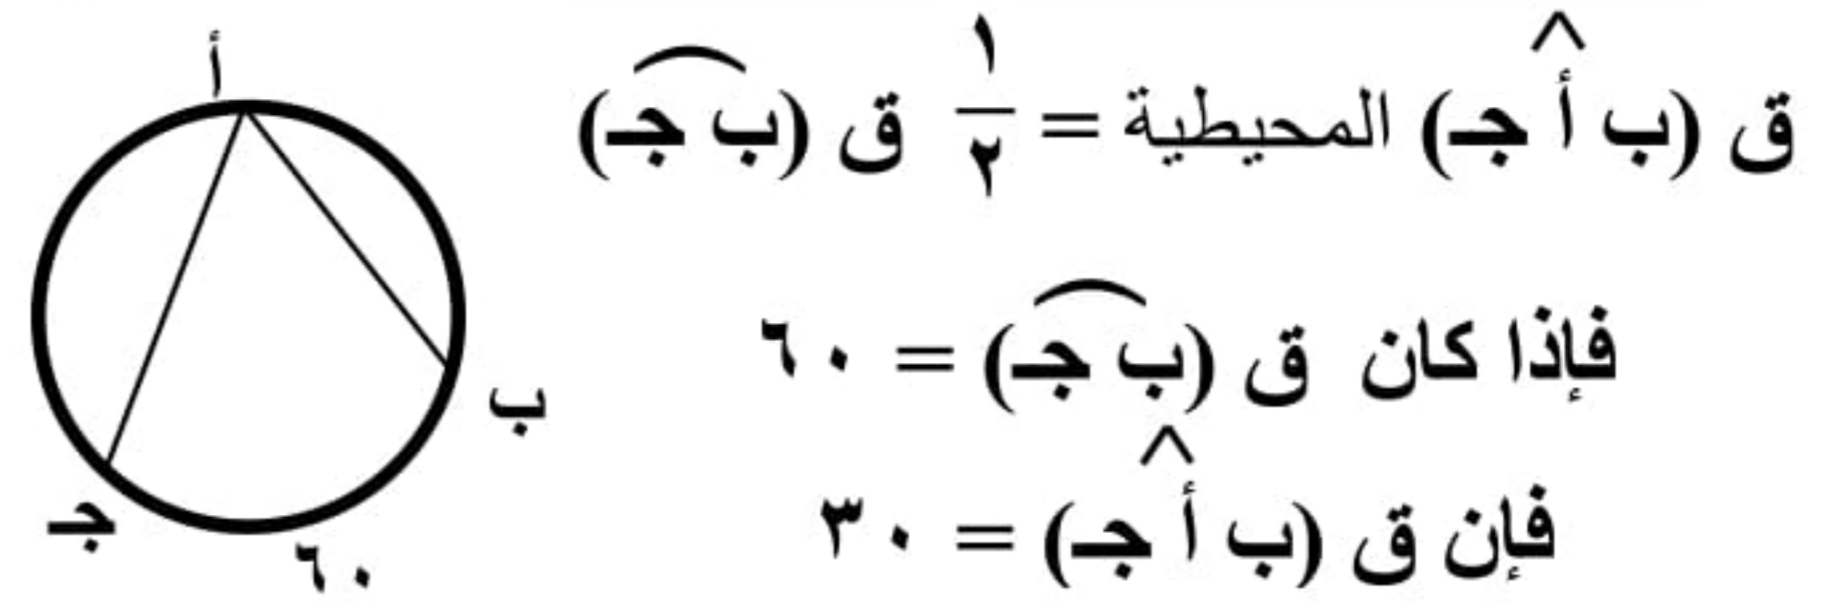 ق (ب أ^ جـ) المحيطية = ١/٢ ق (ب جـ)
فإذا كان ق (ب جـ) = ٦٠
فإن ق (ب أ^ جـ) = ٣٠
أ
ب
جـ
٦٠